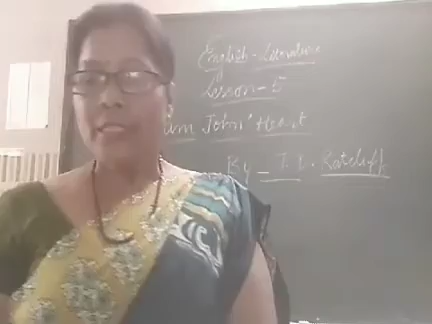 English - Literature
Lesson - 5
John's Heart
By - J. L. Ratcliff